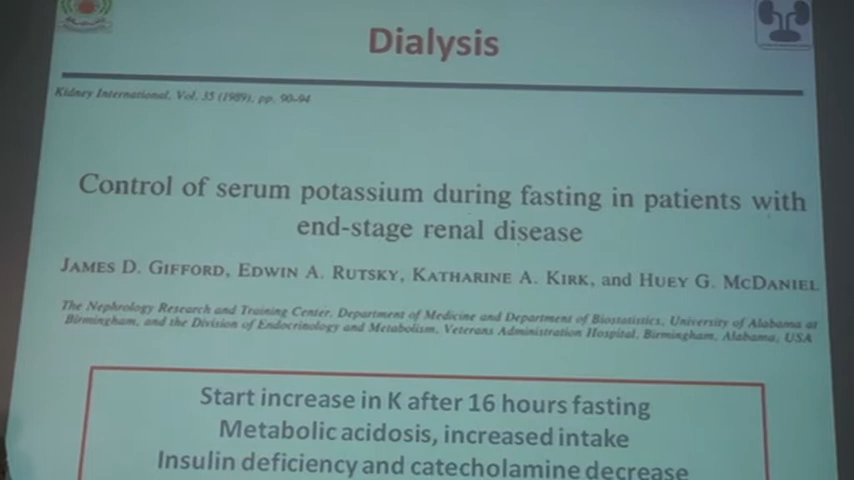 Dialysis
Kidney International, Vol. 35 (1989), pp. 90–94
Control of serum potassium during fasting in patients with
end-stage renal disease
JAMES D. GIFFORD, EDWIN A. RUTSKY, KATHARINE A. KIRK, and HUEY G. MCDANIEL
The Nephrology Research and Training Center, Department of Medicine and Department of Biostatistics, University of Alabama at
Birmingham, and the Division of Endocrinology and Metabolism, Veterans Administration Hospital, Birmingham, Alabama, USA
Start increase in K after 16 hours fasting
Metabolic acidosis, increased intake
Insulin deficiency and catecholamine decrease